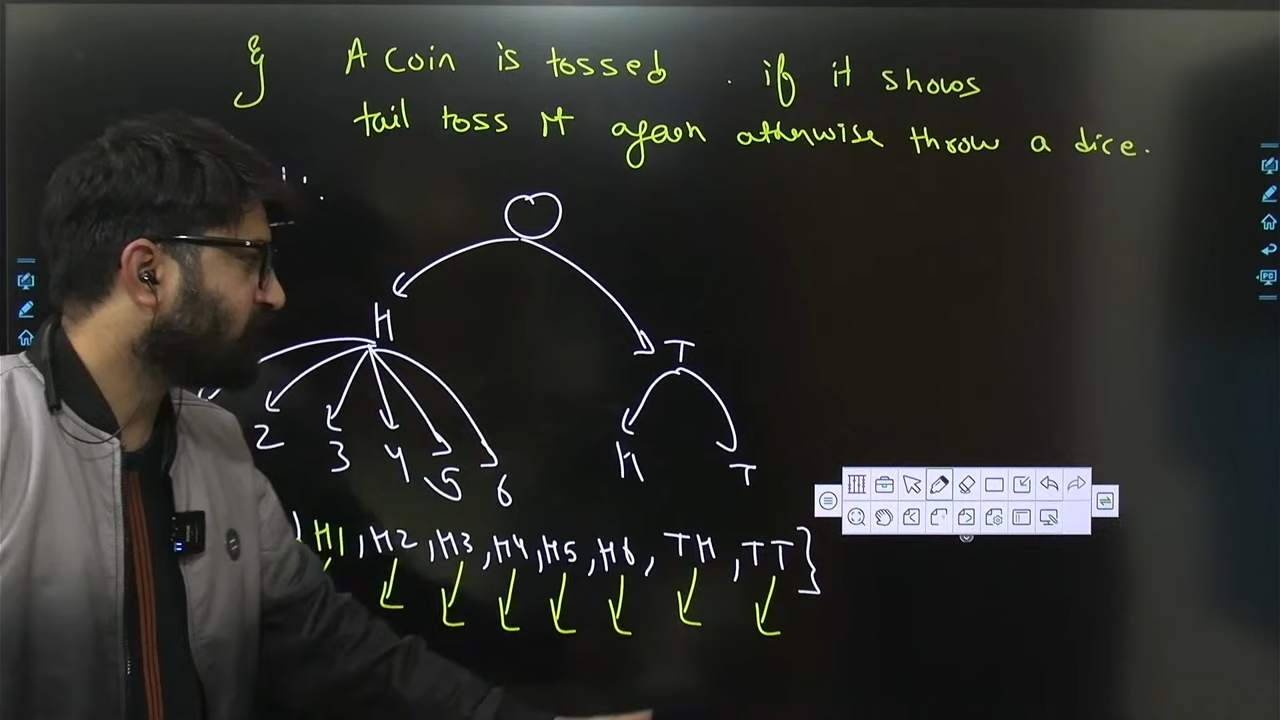 A coin is tossed . if it shows
tail toss it again otherwise throw a dice.
H
T
2 3 4 5 6
H T
H1 , H2 , H3 , H4 , H5 , H6 , TH , TT }